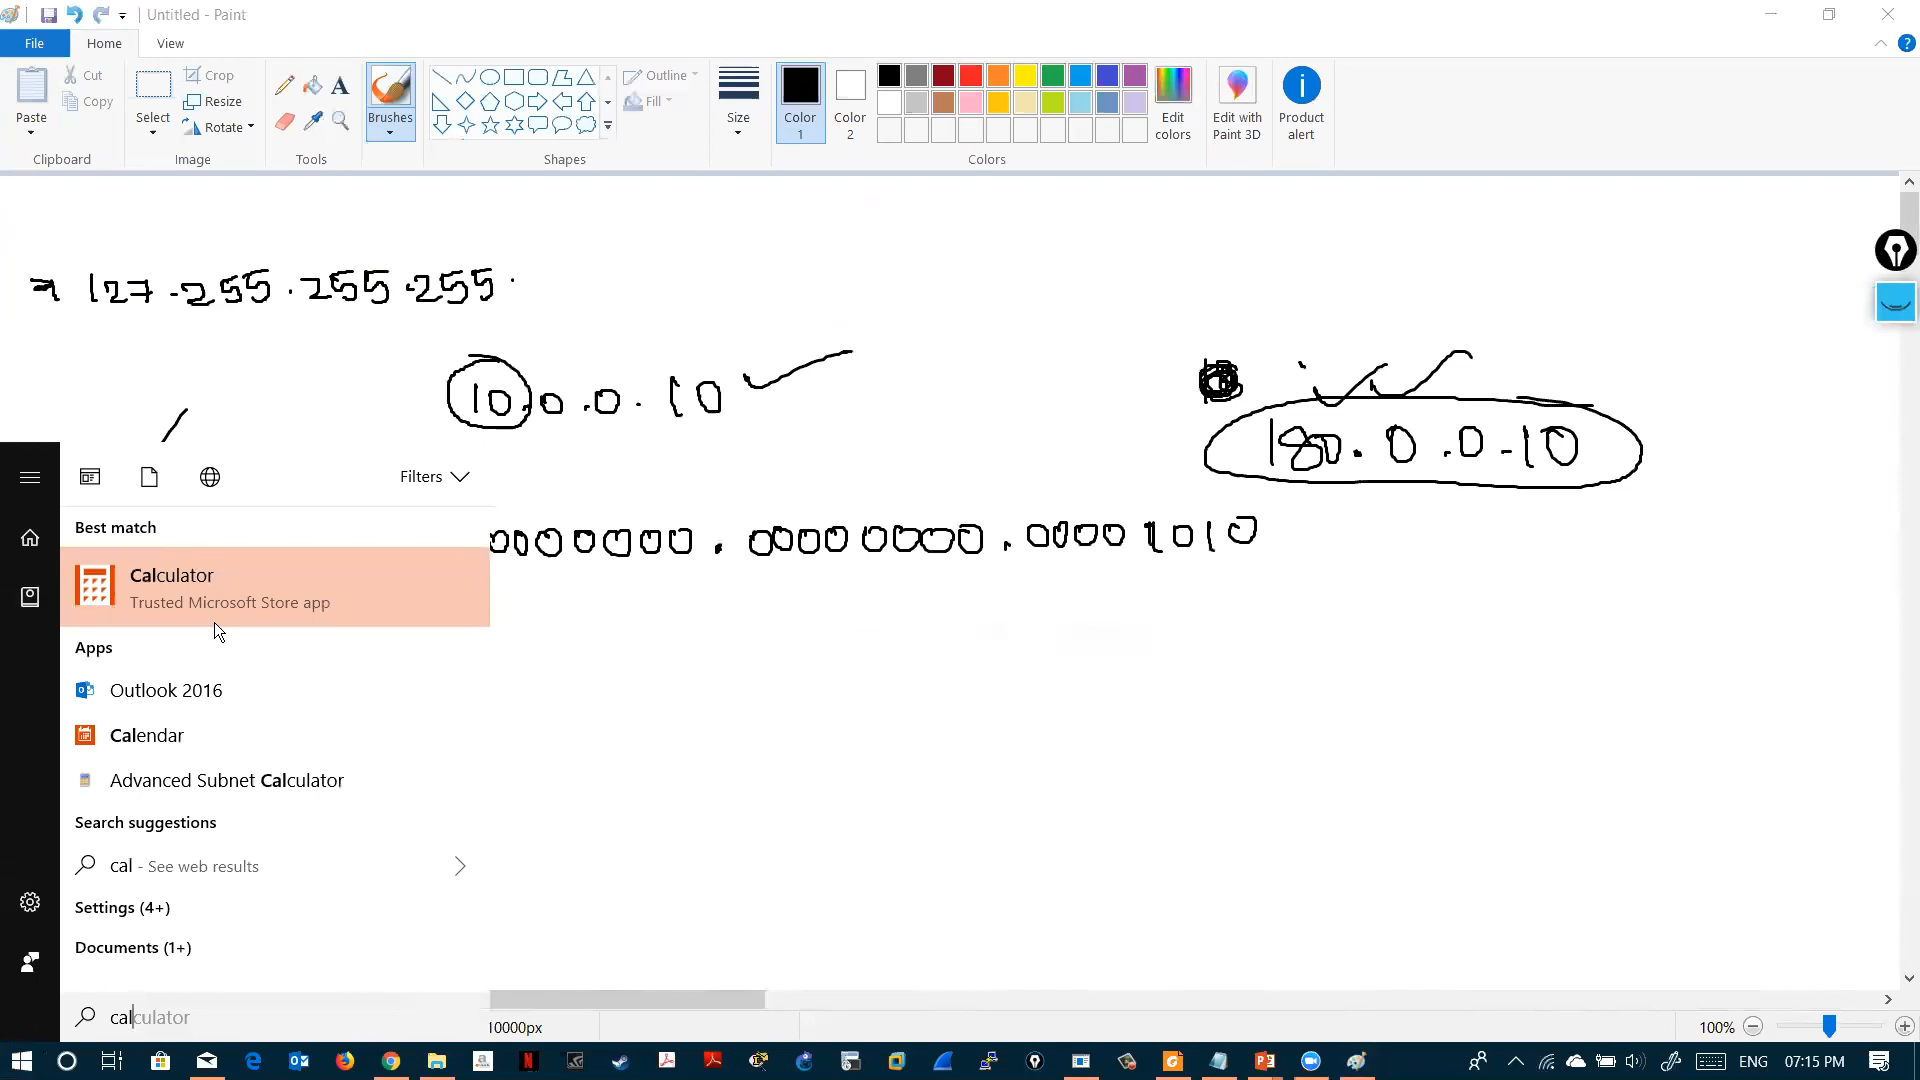 Untitled - Paint
File Home View
Paste
Cut
Copy
Clipboard
Select
Crop
Resize
Rotate
Image
Tools
Brushes
Shapes
Outline
Fill
Size
Color 1
Color 2
Colors
Edit colors
Edit with Paint 3D
Product alert
127.255.255.255.
10.0.0.10
180.0.0.10
00000000.00000000.00001010
Filters
Best match
Calculator
Trusted Microsoft Store app
Apps
Outlook 2016
Calendar
Advanced Subnet Calculator
Search suggestions
cal - See web results
Settings (4+)
Documents (1+)
calculator
10000px
100%
ENG 07:15 PM